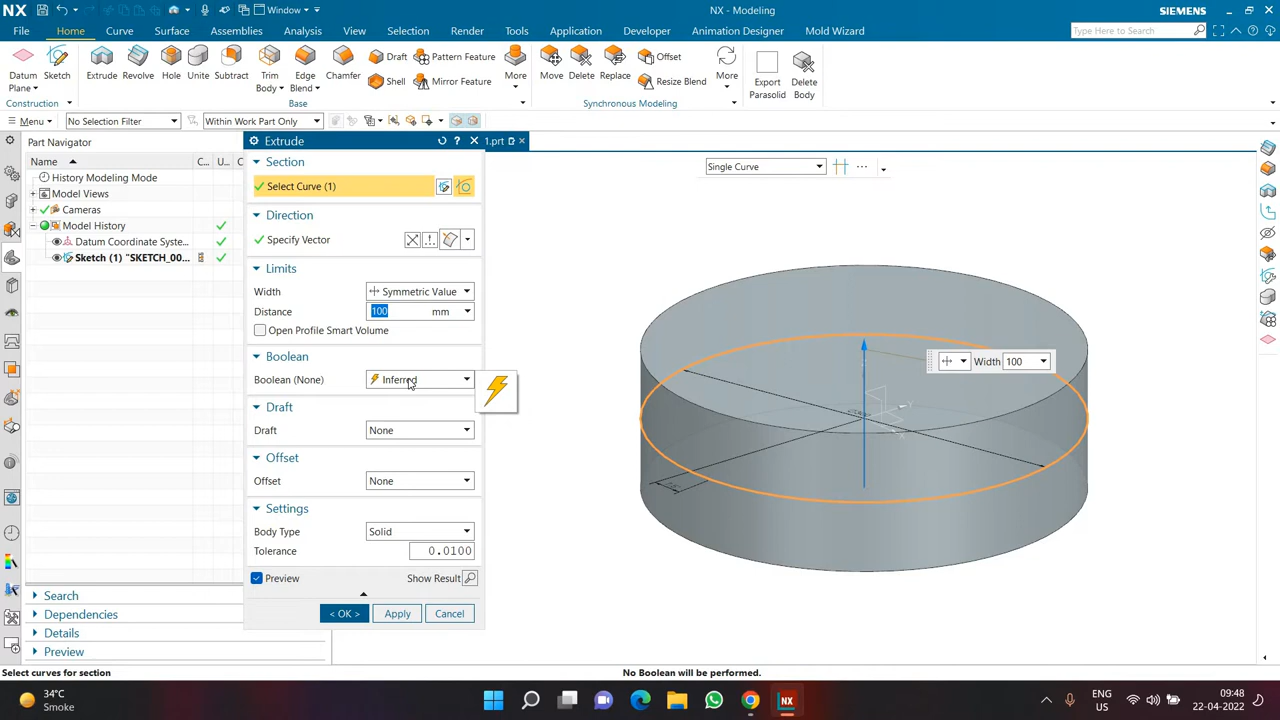 NX
Window
NX - Modeling
SIEMENS
File
Home
Curve
Surface
Assemblies
Analysis
View
Selection
Render
Tools
Application
Developer
Animation Designer
Mold Wizard
Type Here to Search
Datum Plane
Sketch
Extrude
Revolve
Hole
Unite
Subtract
Trim Body
Edge Blend
Chamfer
Draft
Shell
Pattern Feature
Mirror Feature
More
Move
Delete
Replace
Offset
Resize Blend
More
Export Parasolid
Delete Body
Construction
Base
Synchronous Modeling
Menu
No Selection Filter
Within Work Part Only
Part Navigator
Name
C...
U...
C
History Modeling Mode
Model Views
Cameras
Model History
Datum Coordinate Syste...
Sketch (1) "SKETCH_00...
Search
Dependencies
Details
Preview
Extrude
1.prt
Section
Select Curve (1)
Direction
Specify Vector
Limits
Width
Symmetric Value
Distance
100
mm
Open Profile Smart Volume
Boolean
Boolean (None)
Inferred
Draft
Draft
None
Offset
Offset
None
Settings
Body Type
Solid
Tolerance
0.0100
Preview
Show Result
< OK >
Apply
Cancel
Single Curve
Width
100
Select curves for section
No Boolean will be performed.
34°C
Smoke
NX
ENG
US
09:48
22-04-2022